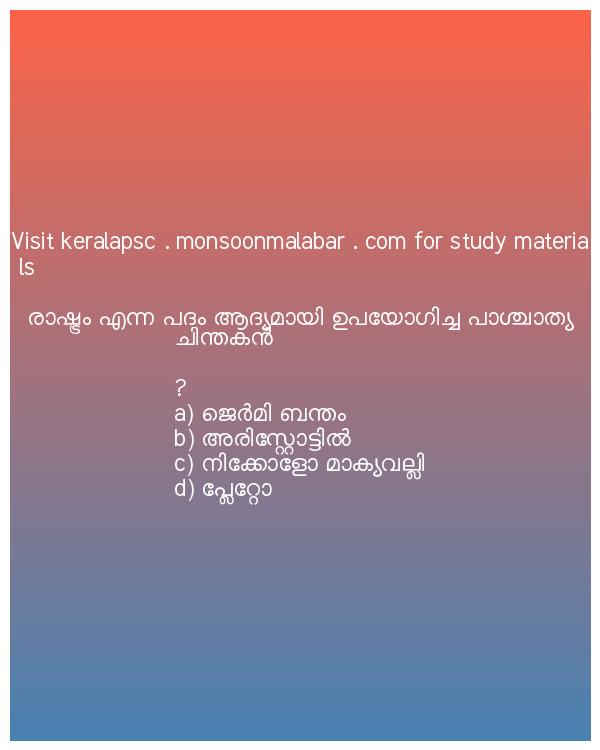 Visit keralapsc . monsoonmalabar . com for study materia
ls
രാഷ്ട്രം എന്ന പദം ആദ്യമായി ഉപയോഗിച്ച പാശ്ചാത്യ
ചിന്തകൻ
?
a) ജെർമി ബന്തം
b) അരിസ്റ്റോട്ടിൽ
c) നിക്കോളോ മാക്യവല്ലി
d) പ്ലേറ്റോ